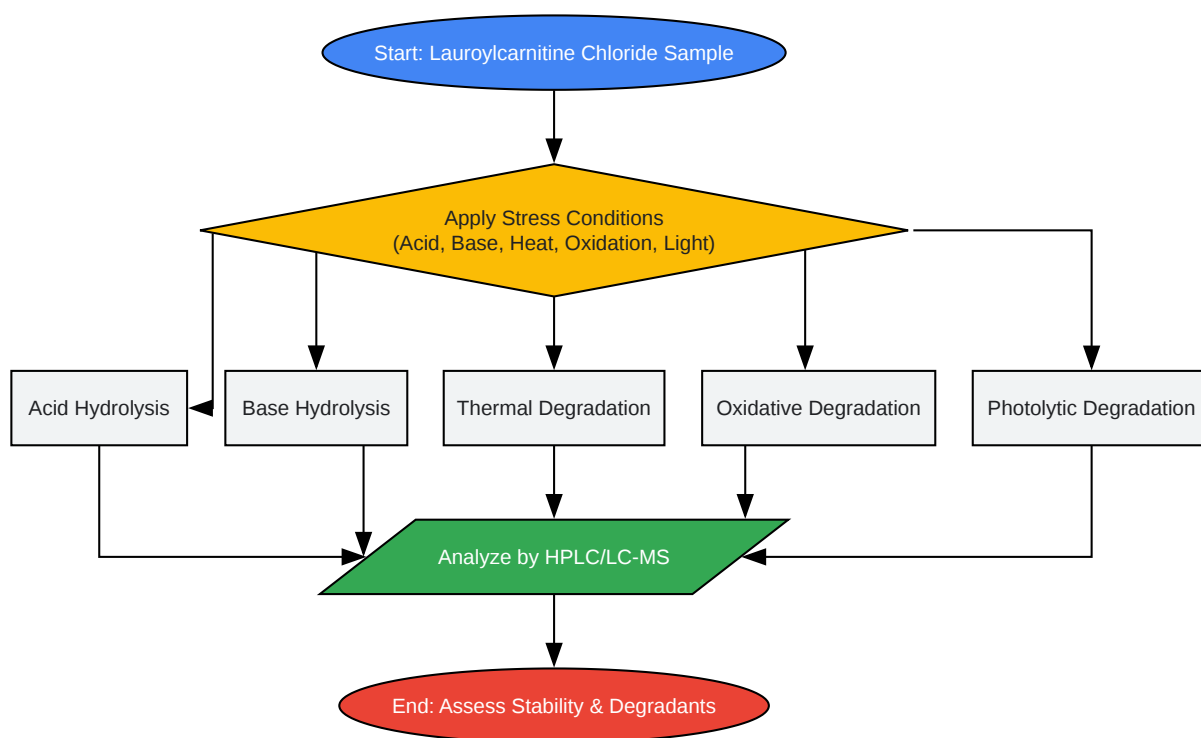 Start: Lauroylcarnitine Chloride Sample
Apply Stress Conditions
(Acid, Base, Heat, Oxidation, Light)
Acid Hydrolysis
Base Hydrolysis
Thermal Degradation
Oxidative Degradation
Photolytic Degradation
Analyze by HPLC/LC-MS
End: Assess Stability & Degradants